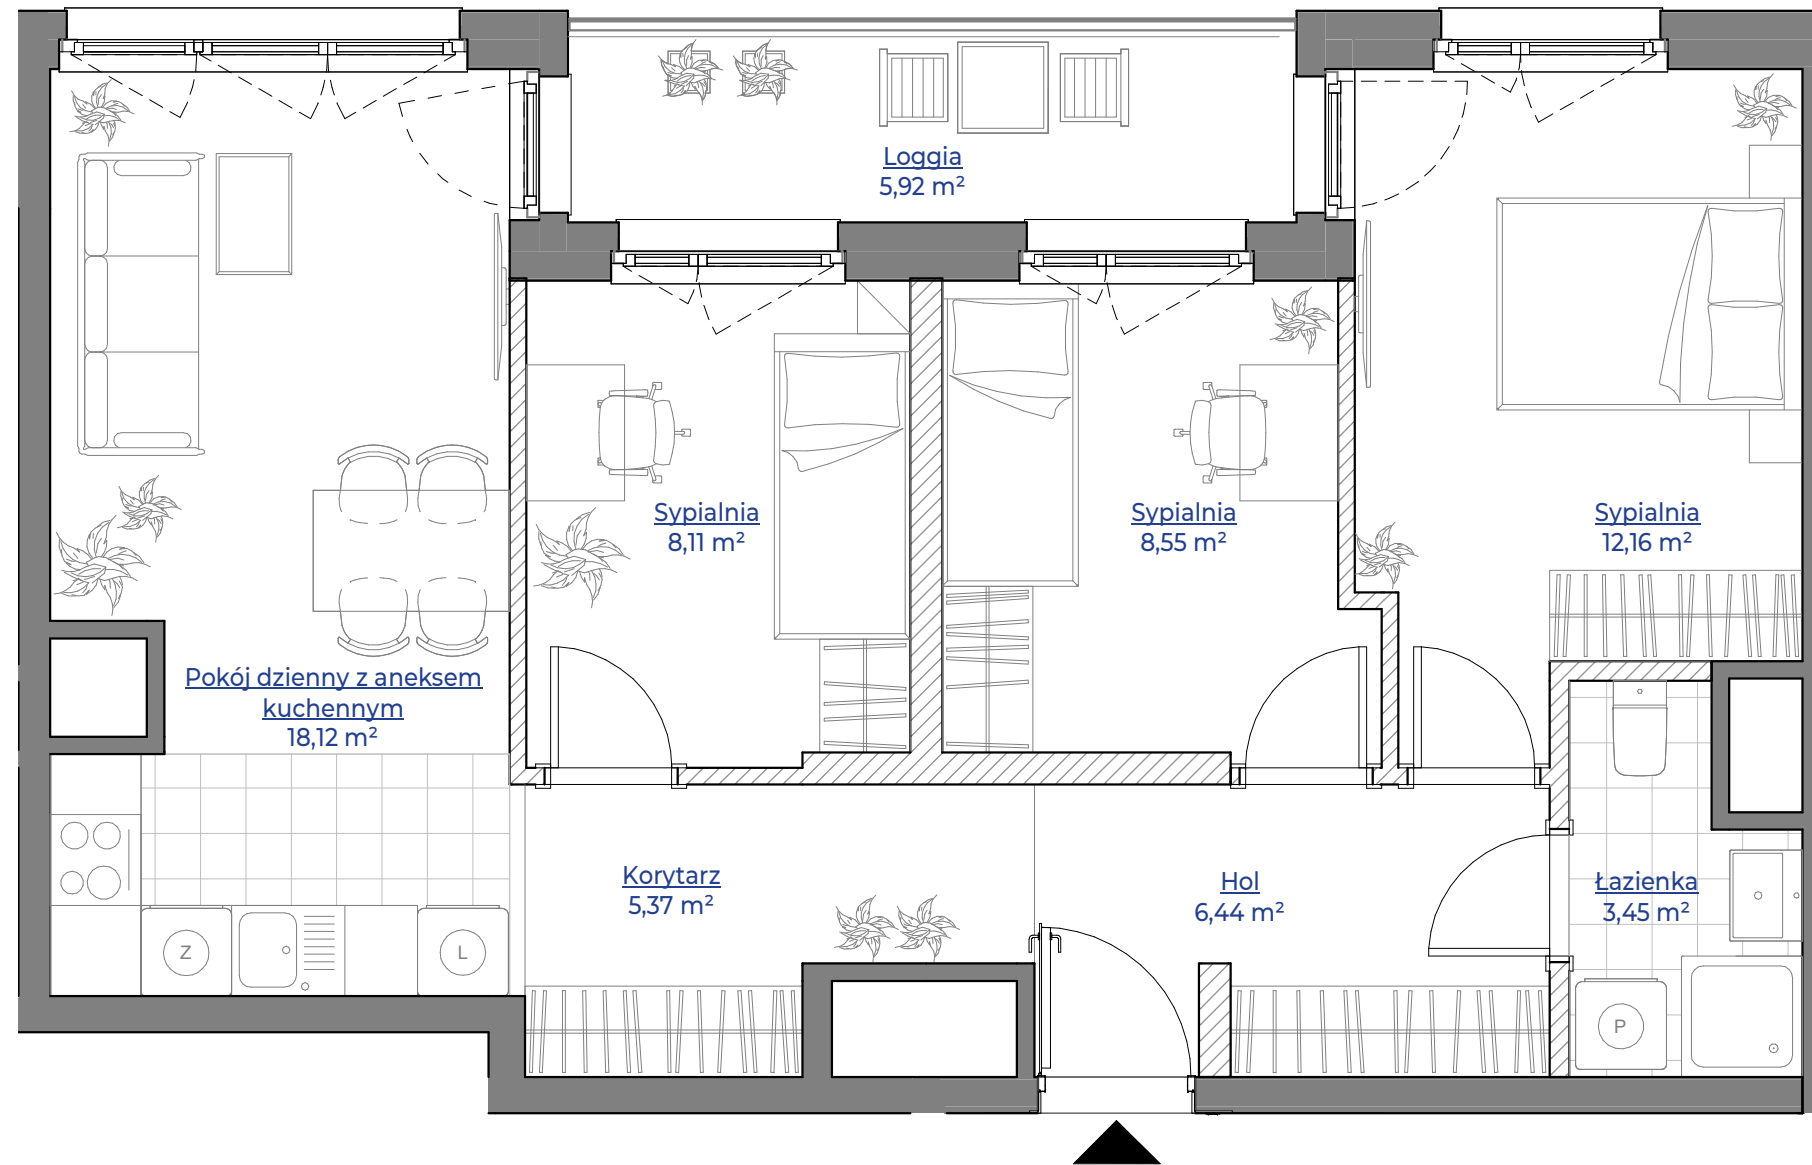 Loggia
5,92 m²
Sypialnia
8,11 m²
Sypialnia
8,55 m²
Sypialnia
12,16 m²
Pokój dzienny z aneksem
kuchennym
18,12 m²
Korytarz
5,37 m²
Hol
6,44 m²
Łazienka
3,45 m²
Z
L
P